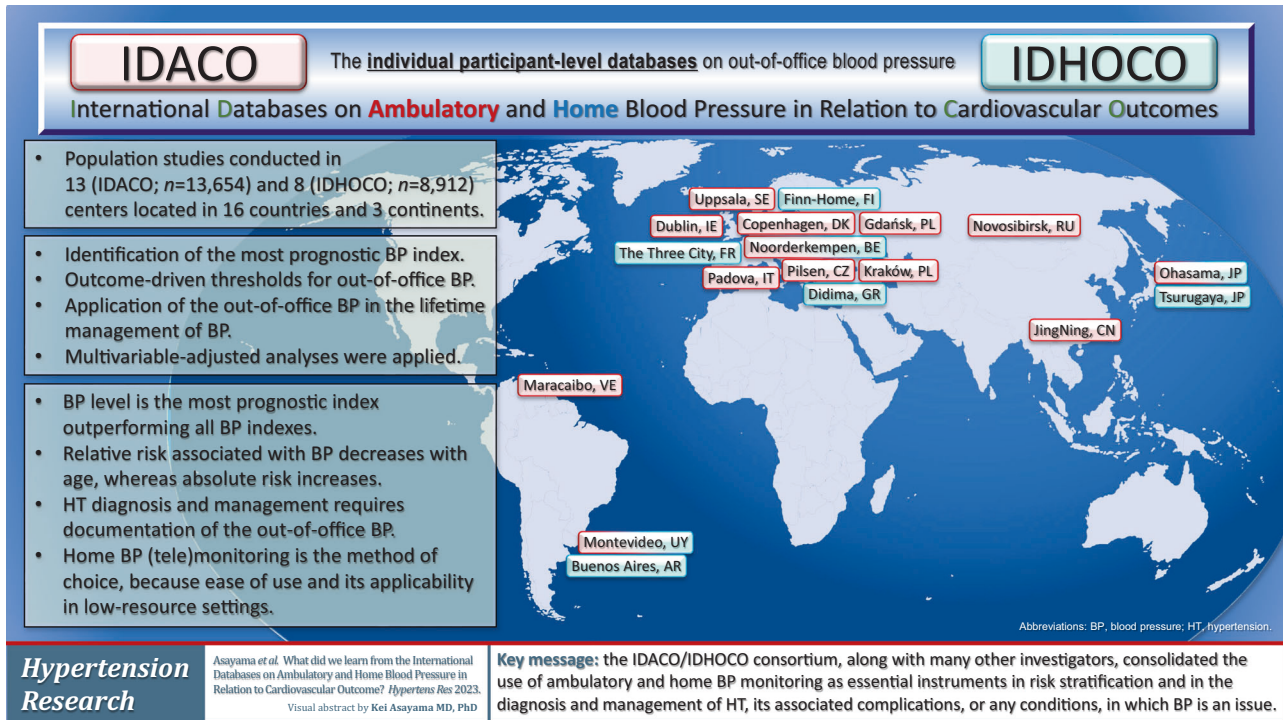 IDACO
The individual participant-level databases on out-of-office blood pressure
IDHOCO
International Databases on Ambulatory and Home Blood Pressure in Relation to Cardiovascular Outcomes
• Population studies conducted in
13 (IDACO; n=13,654) and 8 (IDHOCO; n=8,912)
centers located in 16 countries and 3 continents.
• Identification of the most prognostic BP index.
• Outcome-driven thresholds for out-of-office BP.
• Application of the out-of-office BP in the lifetime
management of BP.
• Multivariable-adjusted analyses were applied.
• BP level is the most prognostic index
outperforming all BP indexes.
• Relative risk associated with BP decreases with
age, whereas absolute risk increases.
• HT diagnosis and management requires
documentation of the out-of-office BP.
• Home BP (tele)monitoring is the method of
choice, because ease of use and its applicability
in low-resource settings.
Uppsala, SE
Finn-Home, FI
Dublin, IE
Copenhagen, DK
Gdańsk, PL
Novosibirsk, RU
The Three City, FR
Noorderkempen, BE
Padova, IT
Pilsen, CZ
Kraków, PL
Didima, GR
Ohasama, JP
Tsurugaya, JP
JingNing, CN
Maracaibo, VE
Montevideo, UY
Buenos Aires, AR
Abbreviations: BP, blood pressure; HT, hypertension.
Hypertension
Research
Asayama et al. What did we learn from the International
Databases on Ambulatory and Home Blood Pressure in
Relation to Cardiovascular Outcome? Hypertens Res 2023.
Visual abstract by Kei Asayama MD, PhD
Key message: the IDACO/IDHOCO consortium, along with many other investigators, consolidated the
use of ambulatory and home BP monitoring as essential instruments in risk stratification and in the
diagnosis and management of HT, its associated complications, or any conditions, in which BP is an issue.